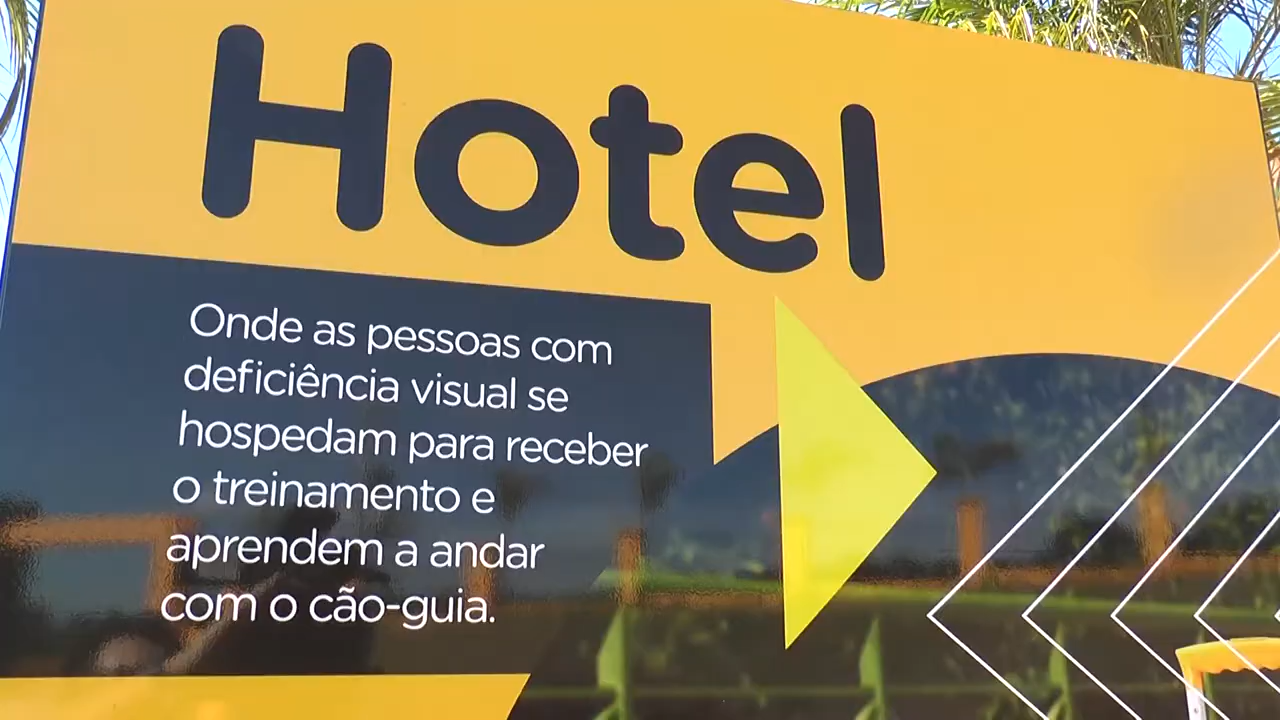 Hotel
Onde as pessoas com
deficiência visual se
hospedam para receber
o treinamento e
aprendem a andar
com o cão-guia.